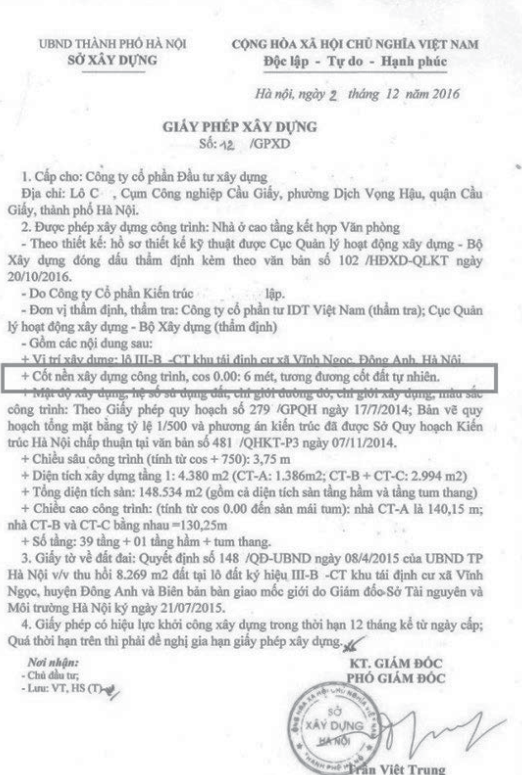 UBND THÀNH PHỐ HÀ NỘI
SỞ XÂY DỰNG
CỘNG HÒA XÃ HỘI CHỦ NGHĨA VIỆT NAM
Độc lập - Tự do - Hạnh phúc
Hà nội, ngày 2 tháng 12 năm 2016
GIẤY PHÉP XÂY DỰNG
Số: 12 /GPXD
1. Cấp cho: Công ty cổ phần Đầu tư xây dựng
Địa chỉ: Lô C , Cụm Công nghiệp Cầu Giấy, phường Dịch Vọng Hậu, quận Cầu
Giấy, thành phố Hà Nội.
2. Được phép xây dựng công trình: Nhà ở cao tầng kết hợp Văn phòng
- Theo thiết kế: hồ sơ thiết kế kỹ thuật được Cục Quản lý hoạt động xây dựng - Bộ
Xây dựng đóng dấu thẩm định kèm theo văn bản số 102 /HĐXD-QLKT ngày
20/10/2016.
- Do Công ty Cổ phần Kiến trúc lập.
- Đơn vị thẩm định, thẩm tra: Công ty cổ phần tư IDT Việt Nam (thẩm tra); Cục Quản
lý hoạt động xây dựng - Bộ Xây dựng (thẩm định)
- Gồm các nội dung sau:
+ Vị trí xây dựng: lô III-B -CT khu tái định cư xã Vĩnh Ngọc, Đông Anh, Hà Nội.
+ Cốt nền xây dựng công trình, cos 0.00: 6 mét, tương đương cốt đất tự nhiên.
+ Mật độ xây dựng, hệ số sử dụng đất, chỉ giới đường đỏ, chỉ giới xây dựng, màu sắc
công trình: Theo Giấy phép quy hoạch số 279 /GPQH ngày 17/7/2014; Bản vẽ quy
hoạch tổng mặt bằng tỷ lệ 1/500 và phương án kiến trúc đã được Sở Quy hoạch Kiến
trúc Hà Nội chấp thuận tại văn bản số 481 /QHKT-P3 ngày 07/11/2014.
+ Chiều sâu công trình (tính từ cos + 750): 3,75 m
+ Diện tích xây dựng tầng 1: 4.380 m2 (CT-A: 1.386m2; CT-B + CT-C: 2.994 m2)
+ Tổng diện tích sàn: 148.534 m2 (gồm cả diện tích sàn tầng hầm và tầng tum thang)
+ Chiều cao công trình: (tính từ cos 0.00 đến sàn mái tum): nhà CT-A là 140,15 m;
nhà CT-B và CT-C bằng nhau =130,25m
+ Số tầng: 39 tầng + 01 tầng hầm + tum thang.
3. Giấy tờ về đất đai: Quyết định số 148 /QĐ-UBND ngày 08/4/2015 của UBND TP
Hà Nội v/v thu hồi 8.269 m2 đất tại lô đất ký hiệu III-B -CT khu tái định cư xã Vĩnh
Ngọc, huyện Đông Anh và Biên bản bàn giao mốc giới do Giám đốc-Sở Tài nguyên và
Môi trường Hà Nội ký ngày 21/07/2015.
4. Giấy phép có hiệu lực khởi công xây dựng trong thời hạn 12 tháng kể từ ngày cấp;
Quá thời hạn trên thì phải đề nghị gia hạn giấy phép xây dựng.
Nơi nhận:
- Chủ đầu tư;
- Lưu: VT, HS (T)
KT. GIÁM ĐỐC
PHÓ GIÁM ĐỐC
SỞ
XÂY DỰNG
HÀ NỘI
Trần Việt Trung